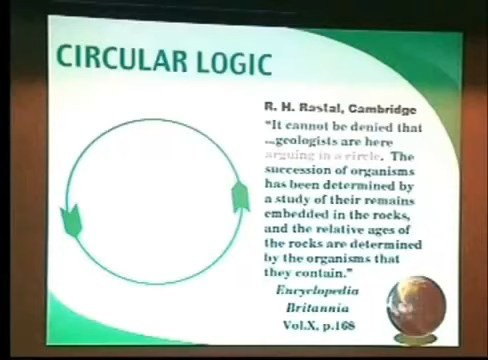 CIRCULAR LOGIC
R. H. Rastal, Cambridge
"It cannot be denied that
...geologists are here
arguing in a circle. The
succession of organisms
has been determined by
a study of their remains
embedded in the rocks,
and the relative ages of
the rocks are determined
by the organisms that
they contain."
Encyclopedia
Britannia
Vol.X, p.168